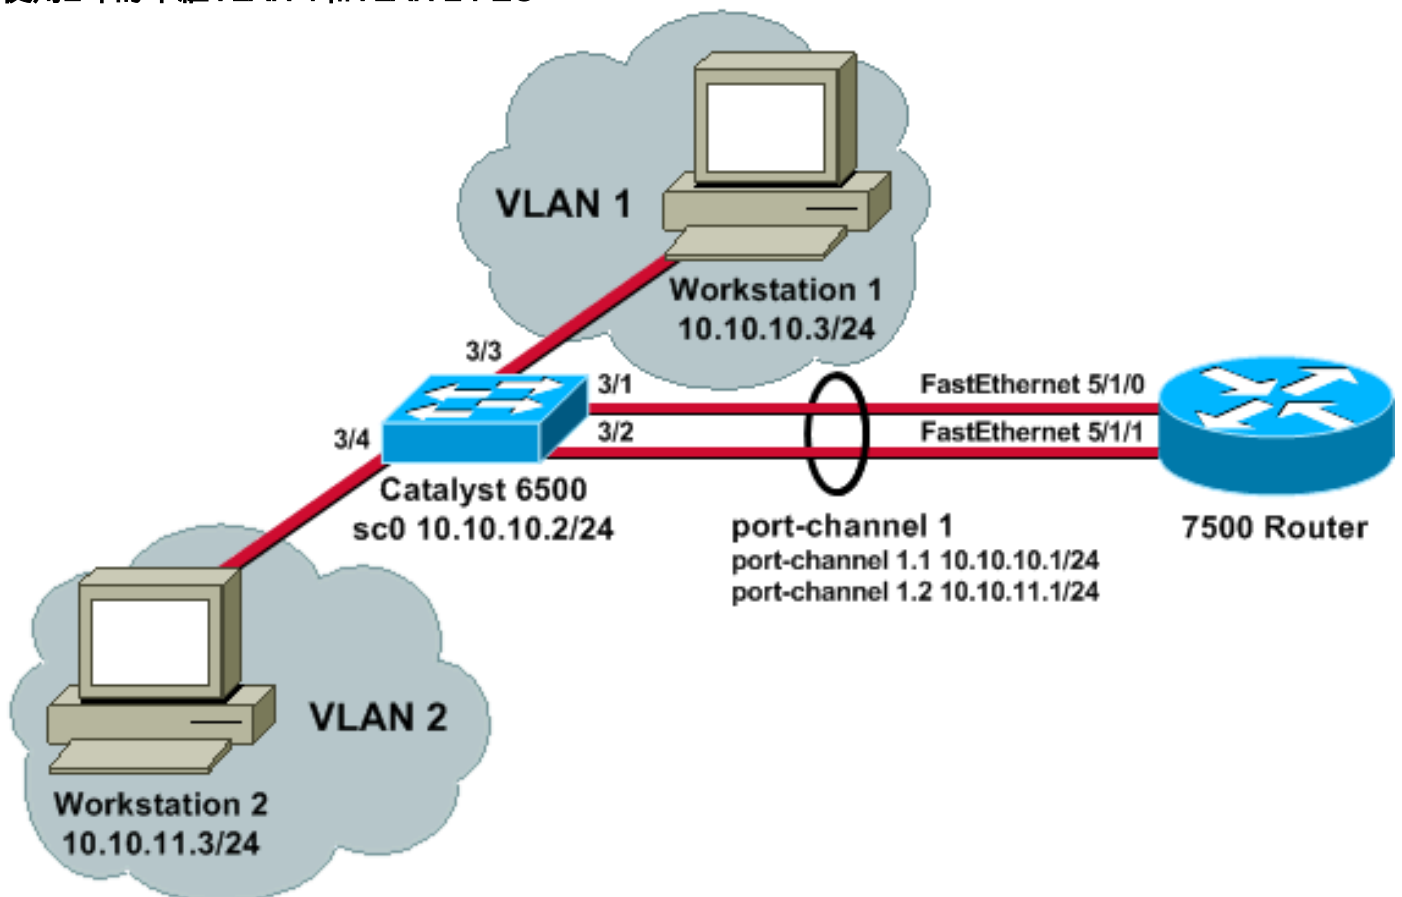 VLAN 1
Workstation 1
10.10.10.3/24
3/3
3/1
FastEthernet 5/1/0
3/4
3/2
FastEthernet 5/1/1
Catalyst 6500
sc0 10.10.10.2/24
port-channel 1
port-channel 1.1 10.10.10.1/24
port-channel 1.2 10.10.11.1/24
7500 Router
VLAN 2
Workstation 2
10.10.11.3/24